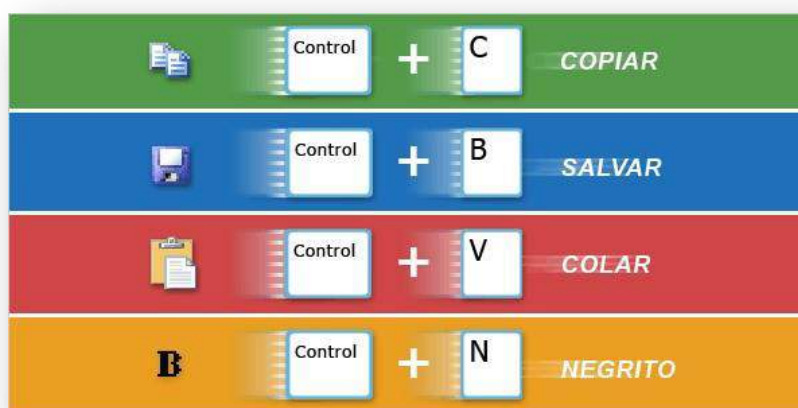 Control + C COPIAR
Control + B SALVAR
Control + V COLAR
B Control + N NEGRITO